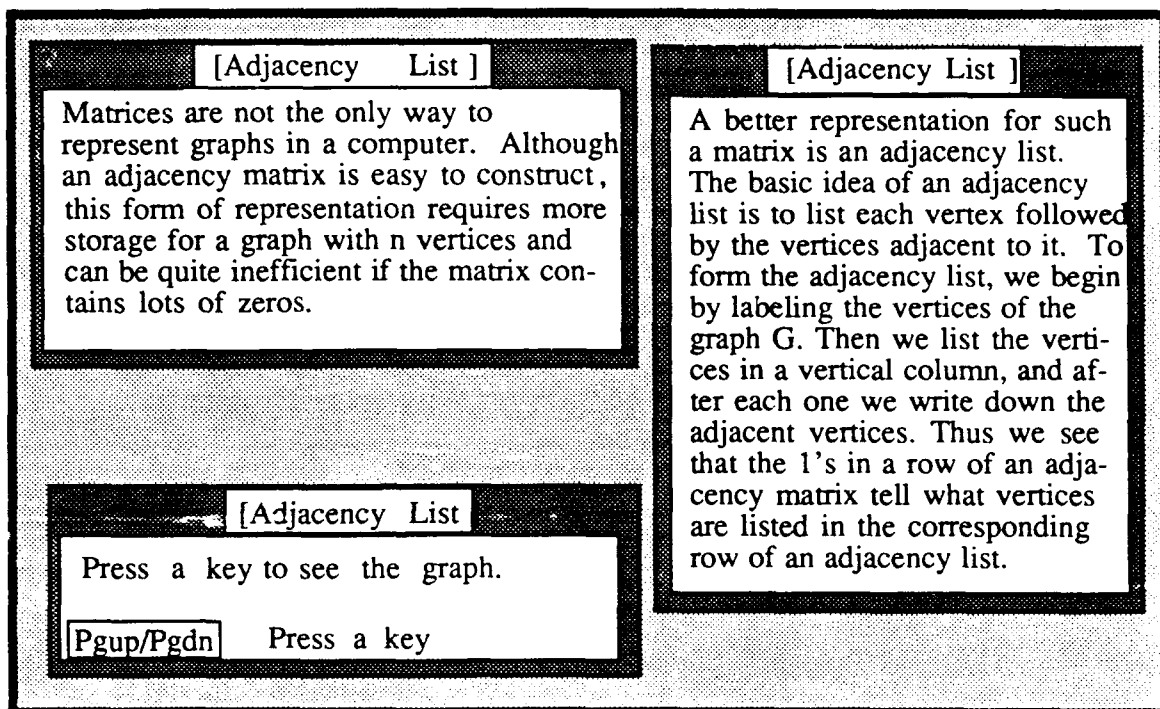 [Adjacency List ]
Matrices are not the only way to
represent graphs in a computer. Although
an adjacency matrix is easy to construct,
this form of representation requires more
storage for a graph with n vertices and
can be quite inefficient if the matrix con-
tains lots of zeros.
[Adjacency List
Press a key to see the graph.
Pgup/Pgdn Press a key
[Adjacency List ]
A better representation for such
a matrix is an adjacency list.
The basic idea of an adjacency
list is to list each vertex followed
by the vertices adjacent to it. To
form the adjacency list, we begin
by labeling the vertices of the
graph G. Then we list the verti-
ces in a vertical column, and af-
ter each one we write down the
adjacent vertices. Thus we see
that the 1's in a row of an adja-
cency matrix tell what vertices
are listed in the corresponding
row of an adjacency list.